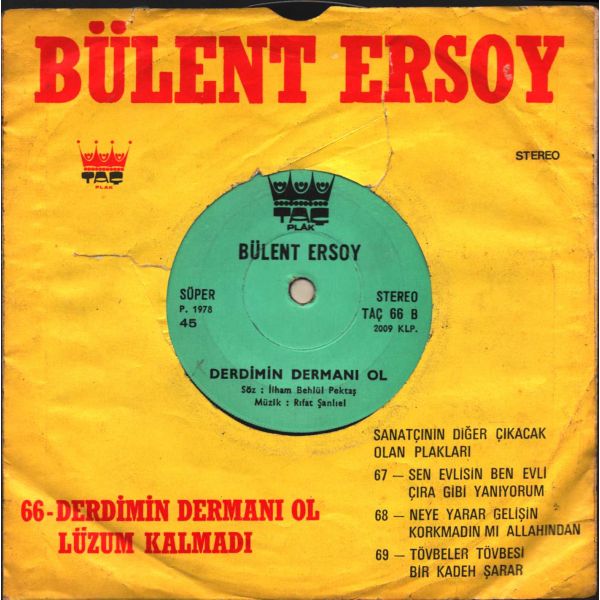 BÜLENT ERSOY
TAÇ
PLAK
STEREO
TAÇ
PLÂK
BÜLENT ERSOY
SÜPER
P. 1978
45
STEREO
TAÇ 66 B
2009 KLP.
DERDİMİN DERMANI OL
Söz : İlham Behlül Pektaş
Müzik : Rıfat Şanlıel
SANATÇININ DİĞER ÇIKACAK
OLAN PLAKLARI
67 — SEN EVLİSİN BEN EVLİ
ÇIRA GİBİ YANIYORUM
68 — NEYE YARAR GELİŞİN
KORKMADIN MI ALLAHINDAN
69 — TÖVBELER TÖVBESİ
BİR KADEH ŞARAR
66-DERDİMİN DERMANI OL
LÜZUM KALMADI